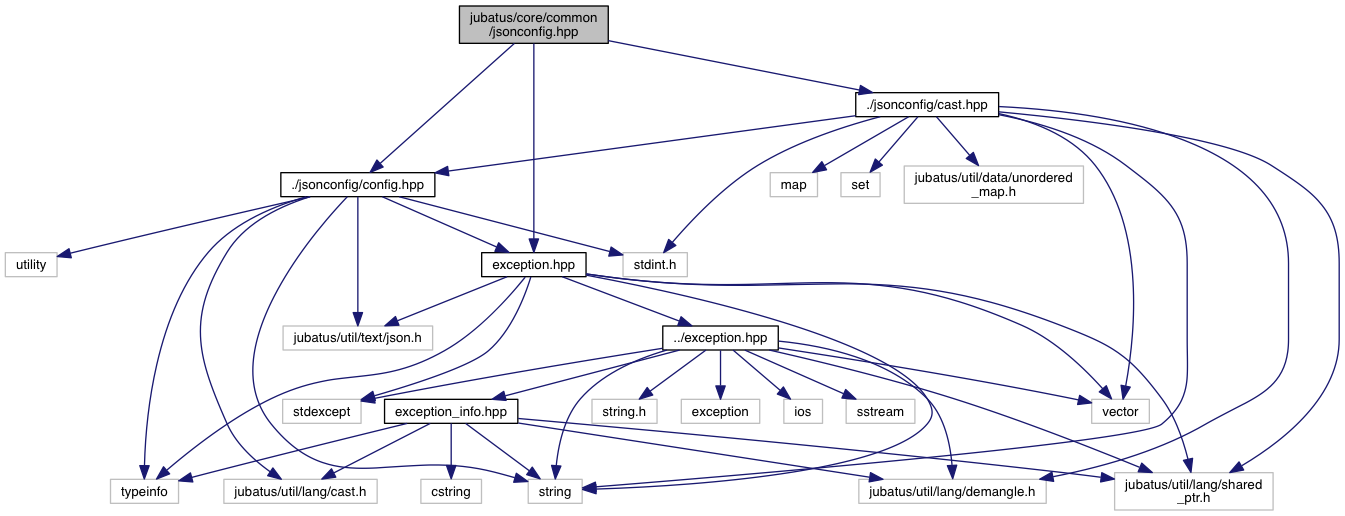 jubatus/core/common
/jsonconfig.hpp
./jsonconfig/cast.hpp
./jsonconfig/config.hpp
map
set
jubatus/util/data/unordered
_map.h
utility
exception.hpp
stdint.h
jubatus/util/text/json.h
../exception.hpp
stdexcept
exception_info.hpp
string.h
exception
ios
sstream
vector
typeinfo
jubatus/util/lang/cast.h
cstring
string
jubatus/util/lang/demangle.h
jubatus/util/lang/shared
_ptr.h